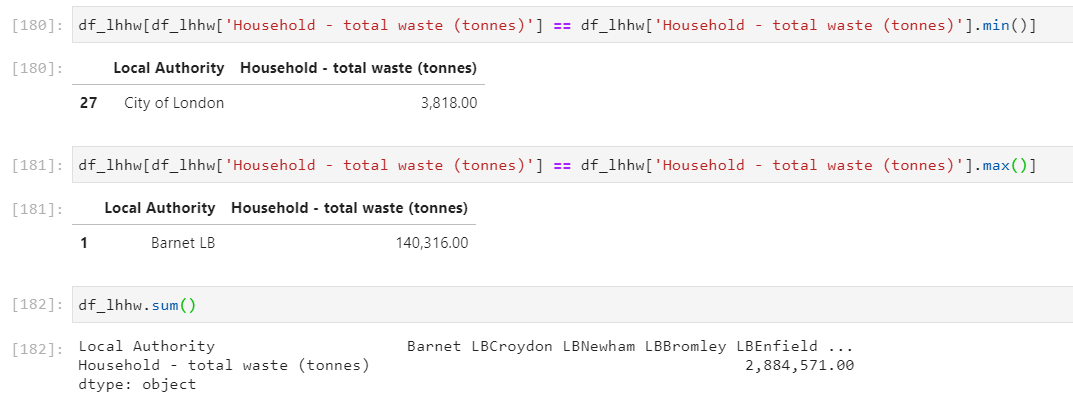 [180]: df_lhhw[df_lhhw['Household - total waste (tonnes)'] == df_lhhw['Household - total waste (tonnes)'].min()]
[180]: Local Authority Household - total waste (tonnes)
27 City of London 3,818.00
[181]: df_lhhw[df_lhhw['Household - total waste (tonnes)'] == df_lhhw['Household - total waste (tonnes)'].max()]
[181]: Local Authority Household - total waste (tonnes)
1 Barnet LB 140,316.00
[182]: df_lhhw.sum()
[182]: Local Authority Barnet LBCroydon LBNewham LBBromley LBEnfield ...
Household - total waste (tonnes) 2,884,571.00
dtype: object